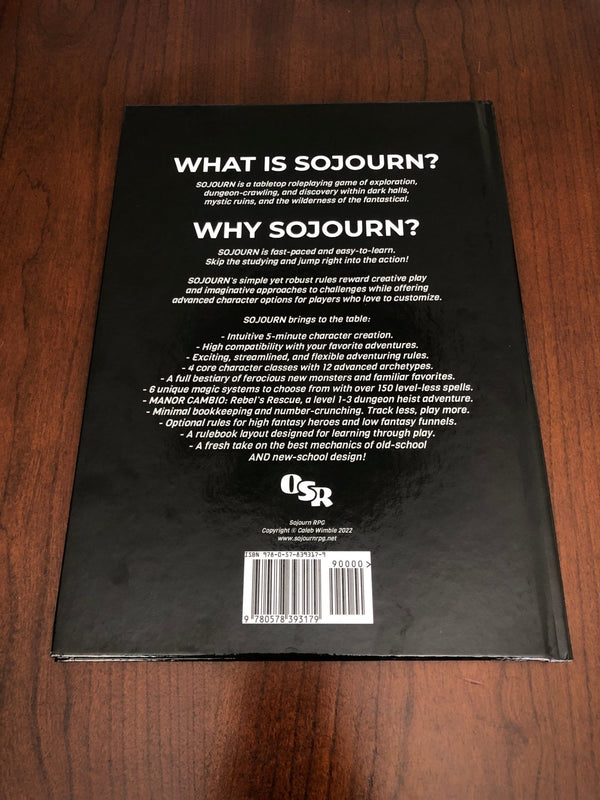 WHAT IS SOJOURN?
SOJOURN is a tabletop roleplaying game of exploration,
dungeon-crawling, and discovery within dark halls,
mystic ruins, and the wilderness of the fantastical.
WHY SOJOURN?
SOJOURN is fast-paced and easy-to-learn.
Skip the studying and jump right into the action!
SOJOURN's simple yet robust rules reward creative play
and imaginative approaches to challenges while offering
advanced character options for players who love to customize.
SOJOURN brings to the table:
- Intuitive 5-minute character creation.
- High compatibility with your favorite adventures.
- Exciting, streamlined, and flexible adventuring rules.
- 4 core character classes with 12 advanced archetypes.
- A full bestiary of ferocious new monsters and familiar favorites.
- 6 unique magic systems to choose from with over 150 level-less spells.
- MANOR CAMBIO: Rebel's Rescue, a level 1-3 dungeon heist adventure.
- Minimal bookkeeping and number-crunching. Track less, play more.
- Optional rules for high fantasy heroes and low fantasy funnels.
- A rulebook layout designed for learning through play.
- A fresh take on the best mechanics of old-school
AND new-school design!
OSR
Sojourn RPG
Copyright © Caleb Wimble 2022
www.sojournrpg.net
ISBN 978-0-57-839317-9
90000>
9 780578 393179